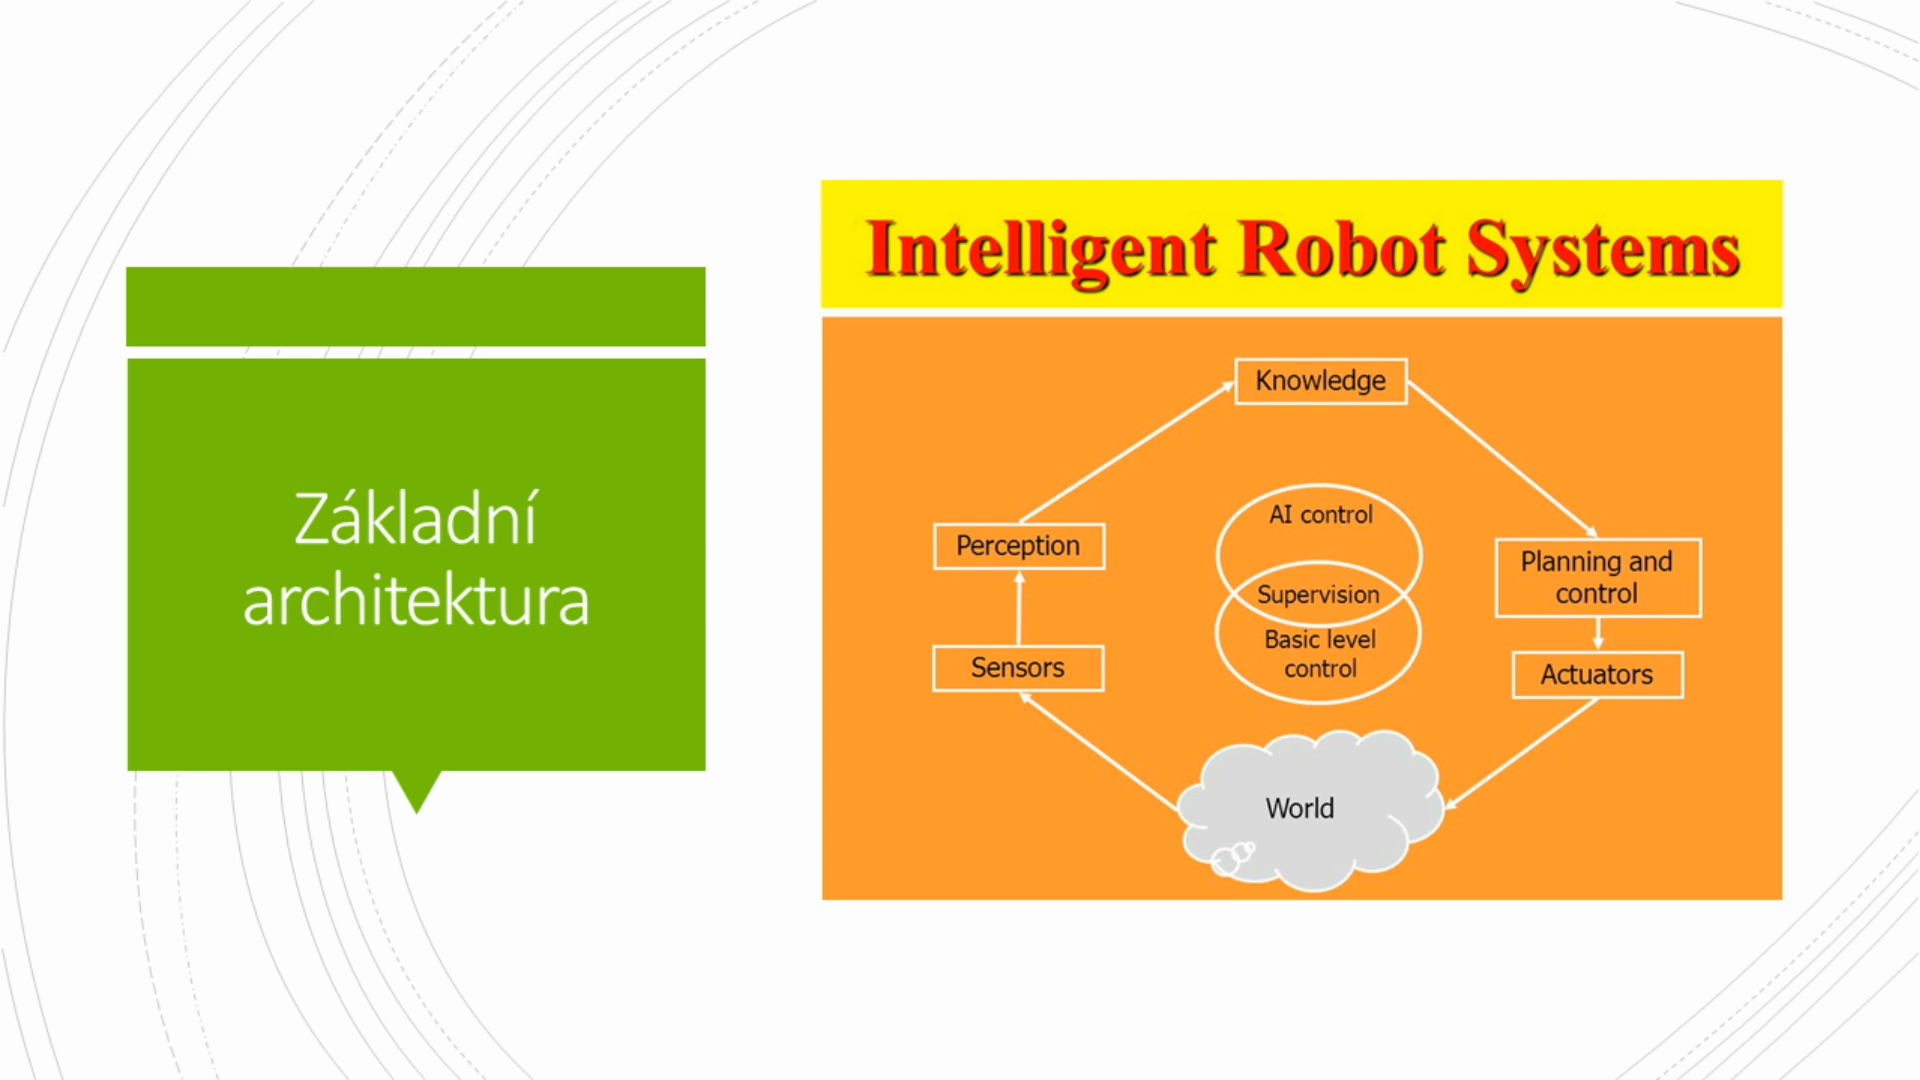 Základní
architektura
Intelligent Robot Systems
Knowledge
AI control
Perception
Planning and
control
Supervision
Basic level
control
Sensors
Actuators
World